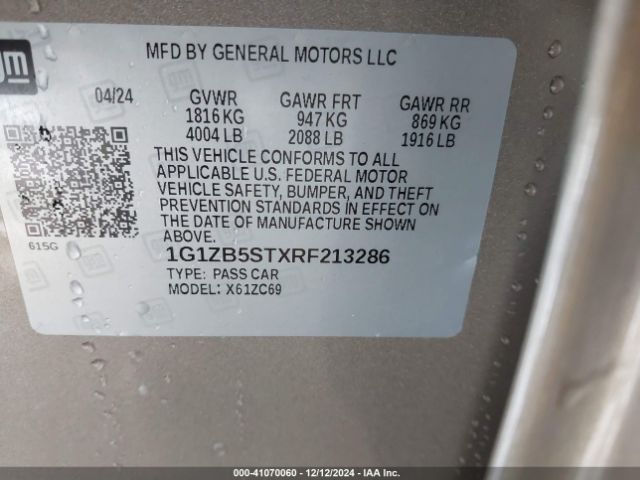 gm
MFD BY GENERAL MOTORS LLC
04/24 GVWR GAWR FRT GAWR RR
1816 KG 947 KG 869 KG
4004 LB 2088 LB 1916 LB
THIS VEHICLE CONFORMS TO ALL
APPLICABLE U.S. FEDERAL MOTOR
VEHICLE SAFETY, BUMPER, AND THEFT
PREVENTION STANDARDS IN EFFECT ON
THE DATE OF MANUFACTURE SHOWN
ABOVE.
615G
1G1ZB5STXRF213286
TYPE: PASS CAR
MODEL: X61ZC69
000-41070060 - 12/12/2024 - IAA Inc.